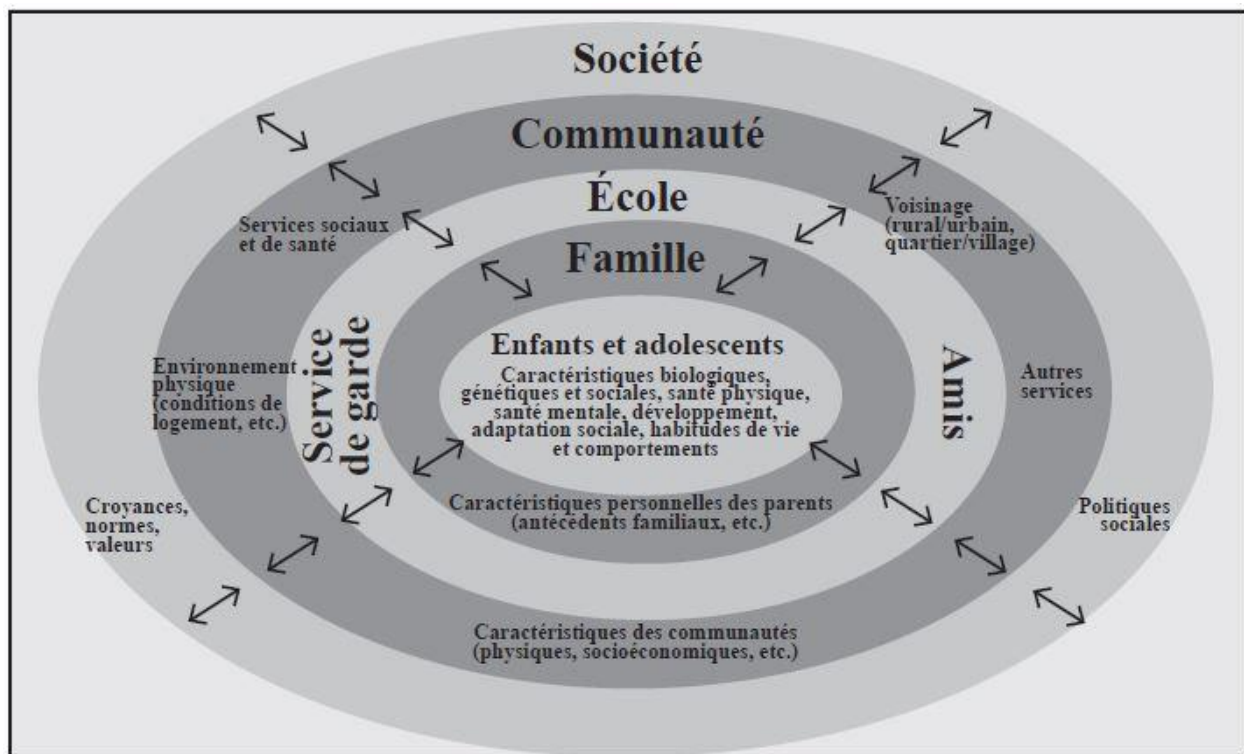 Société
Communauté
École
Famille
Services sociaux
et de santé
Voisinage
(rural/urbain,
quartier/village)
Service
de garde
Amis
Enfants et adolescents
Caractéristiques biologiques,
génétiques et sociales, santé physique,
santé mentale, développement,
adaptation sociale, habitudes de vie
et comportements
Environnement
physique
(conditions de
logement, etc.)
Autres
services
Caractéristiques personnelles des parents
(antécédents familiaux, etc.)
Croyances,
normes,
valeurs
Politiques
sociales
Caractéristiques des communautés
(physiques, socioéconomiques, etc.)